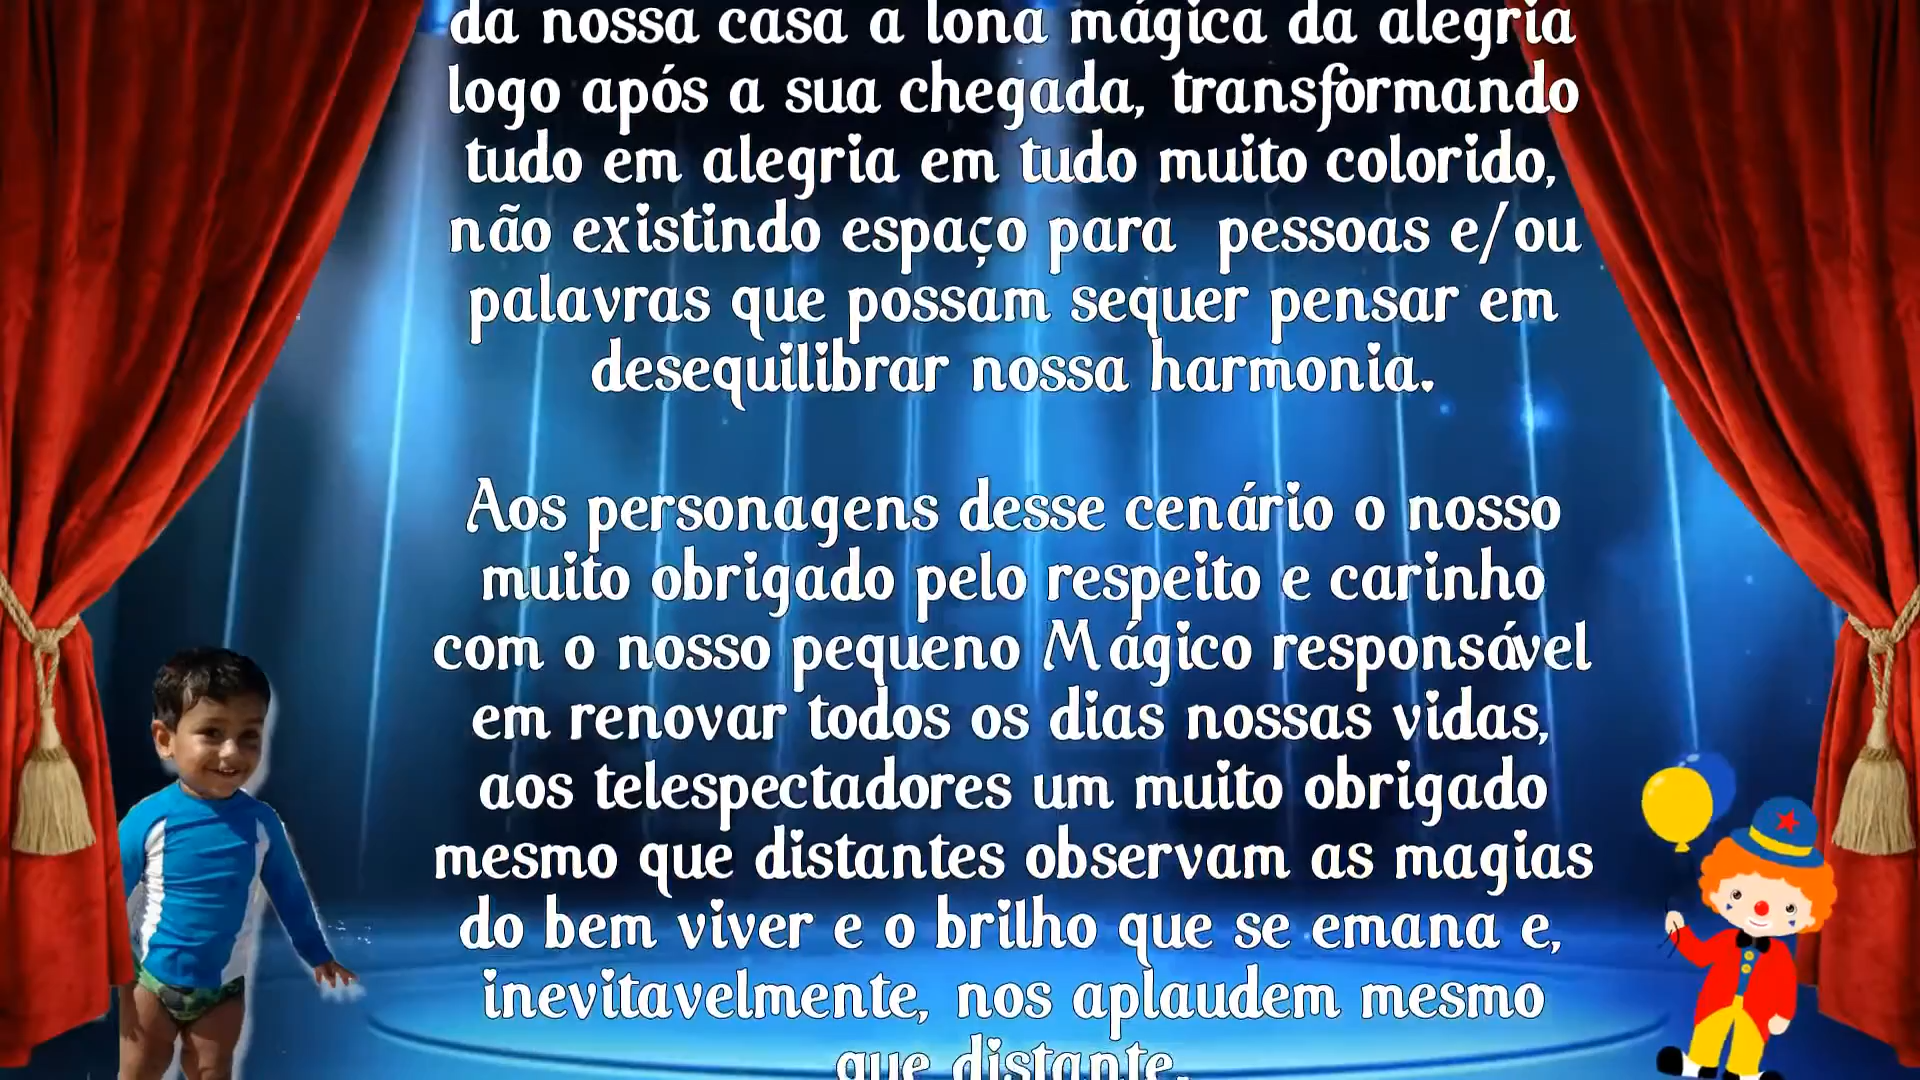 da nossa casa a lona mágica da alegria
logo após a sua chegada, transformando
tudo em alegria em tudo muito colorido,
não existindo espaço para pessoas e/ou
palavras que possam sequer pensar em
desequilibrar nossa harmonia.
Aos personagens desse cenário o nosso
muito obrigado pelo respeito e carinho
com o nosso pequeno Mágico responsável
em renovar todos os dias nossas vidas,
aos telespectadores um muito obrigado
mesmo que distantes observam as magias
do bem viver e o brilho que se emana e,
inevitavelmente, nos aplaudem mesmo
que distante.